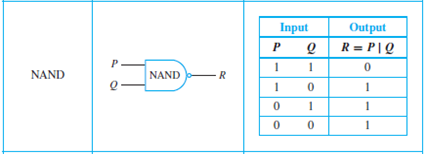 NAND
P
Q
NAND
R
Input Output
P Q R = P | Q
1 1 0
1 0 1
0 1 1
0 0 1